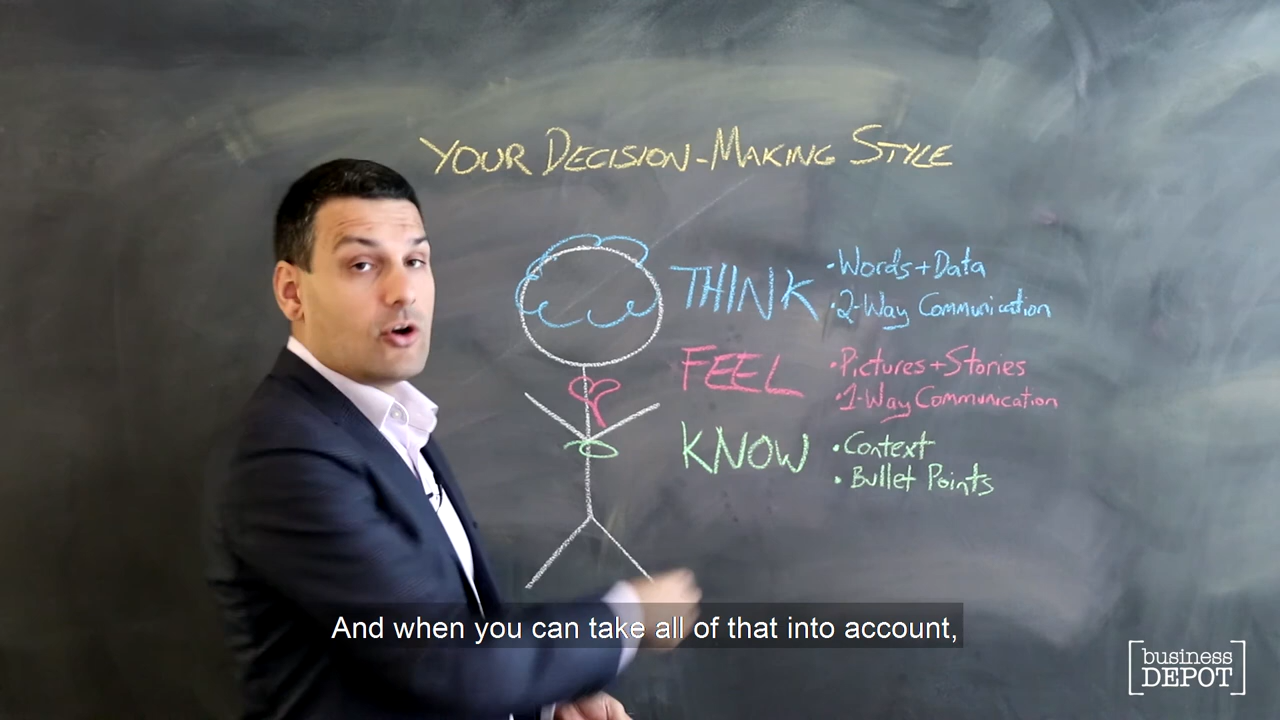 YOUR DECISION-MAKING STYLE
THINK
•Words+Data
•2-Way Communication
FEEL
•Pictures+Stories
•1-Way Communication
KNOW
•Context
•Bullet Points
And when you can take all of that into account,
business
DEPOT